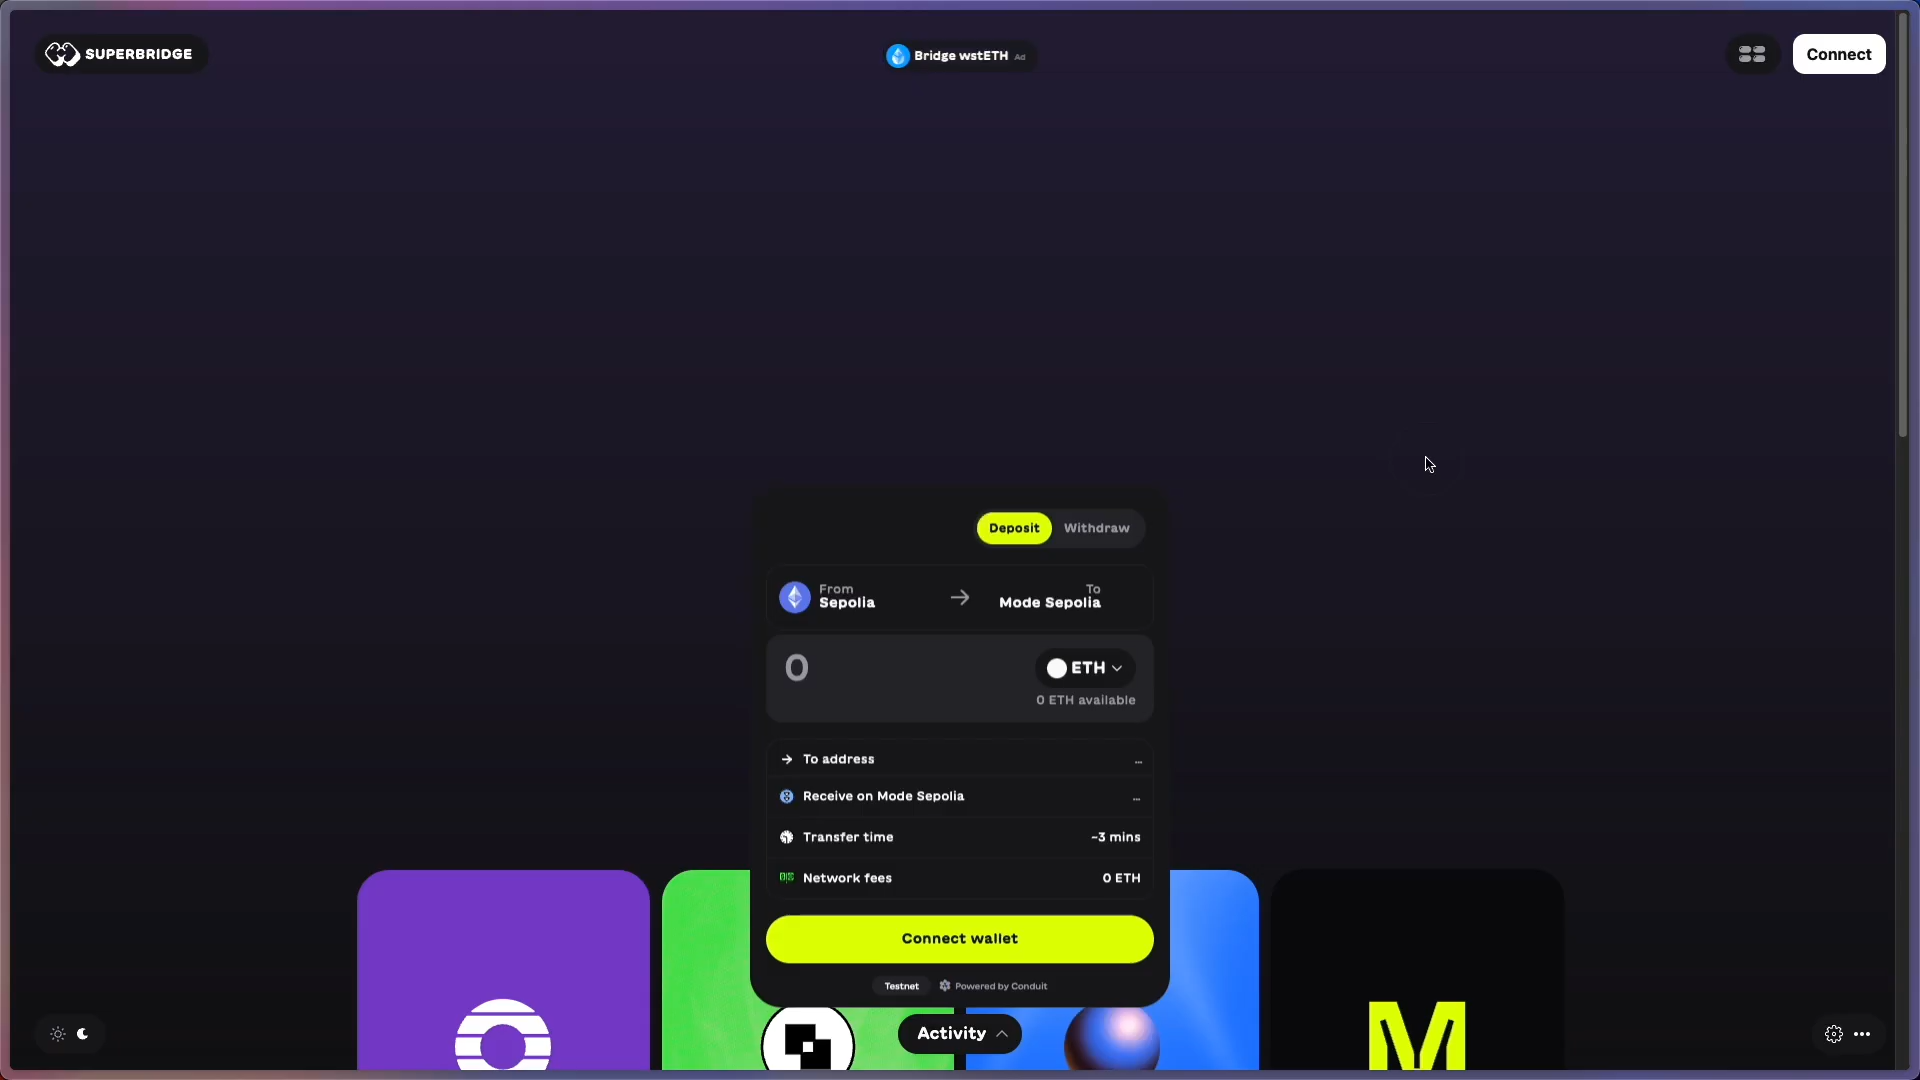 SUPERBRIDGE
Bridge wstETH Ad
Connect
Deposit Withdraw
From To
Sepolia Mode Sepolia
0 ETH
0 ETH available
To address ...
Receive on Mode Sepolia ...
Transfer time ~3 mins
Network fees 0 ETH
Connect wallet
Testnet Powered by Conduit
Activity